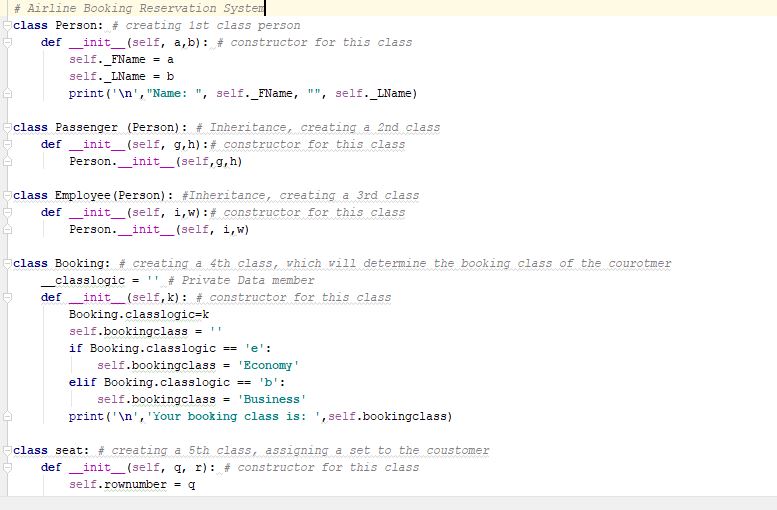 # Airline Booking Reservation System
class Person: # creating 1st class person
    def __init__(self, a,b): # constructor for this class
        self._FName = a
        self._LName = b
        print('\n',"Name: ", self._FName, "", self._LName)
class Passenger (Person): # Inheritance, creating a 2nd class
    def __init__(self, g,h):# constructor for this class
        Person.__init__(self,g,h)
class Employee(Person): #Inheritance, creating a 3rd class
    def __init__(self, i,w):# constructor for this class
        Person.__init__(self, i,w)
class Booking: # creating a 4th class, which will determine the booking class of the courotmer
    __classlogic = '' # Private Data member
    def __init__(self,k): # constructor for this class
        Booking.classlogic=k
        self.bookingclass = ''
        if Booking.classlogic == 'e':
            self.bookingclass = 'Economy'
        elif Booking.classlogic == 'b':
            self.bookingclass = 'Business'
        print('\n','Your booking class is: ',self.bookingclass)
class seat: # creating a 5th class, assigning a set to the coustomer
    def __init__(self, q, r): # constructor for this class
        self.rownumber = q